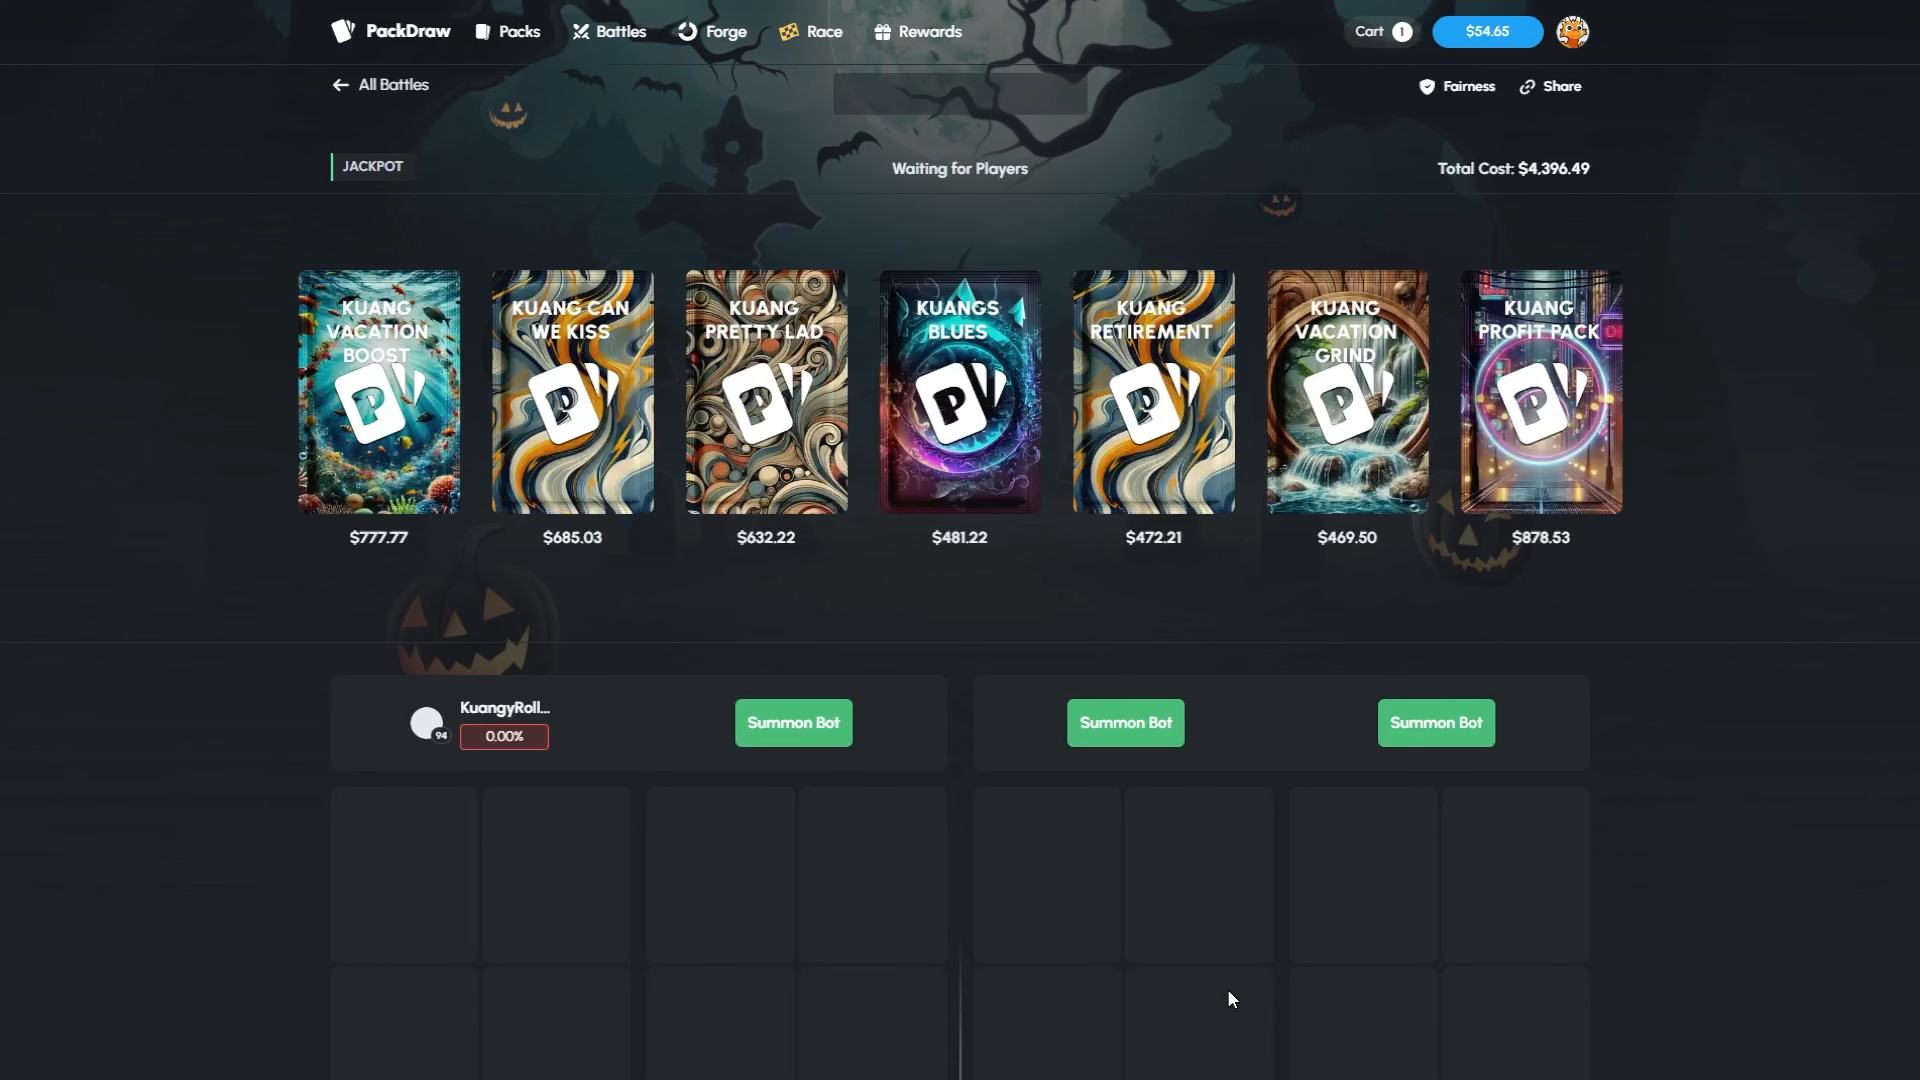 PackDraw
Packs
Battles
Forge
Race
Rewards
Cart
1
$54.65
All Battles
Fairness
Share
JACKPOT
Waiting for Players
Total Cost: $4,396.49
KUANG
VACATION
BOOST
P
$777.77
KUANG CAN
WE KISS
P
$685.03
KUANG
PRETTY LAD
P
$632.22
KUANGS
BLUES
P
$481.22
KUANG
RETIREMENT
P
$472.21
KUANG
VACATION
GRIND
P
$469.50
KUANG
PROFIT PACK
P
$878.53
KuangyRoll...
94
0.00%
Summon Bot
Summon Bot
Summon Bot